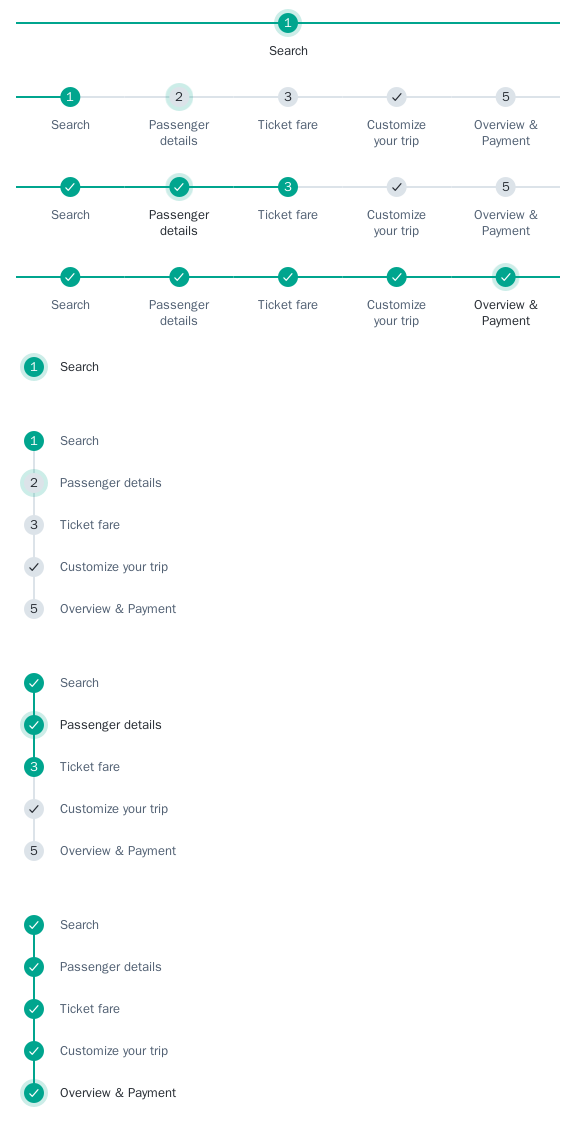 1
Search
1 2 3 5
Search Passenger details Ticket fare Customize your trip Overview & Payment
3 5
Search Passenger details Ticket fare Customize your trip Overview & Payment
Search Passenger details Ticket fare Customize your trip Overview & Payment
1 Search
1 Search
2 Passenger details
3 Ticket fare
Customize your trip
5 Overview & Payment
Search
Passenger details
3 Ticket fare
Customize your trip
5 Overview & Payment
Search
Passenger details
Ticket fare
Customize your trip
Overview & Payment